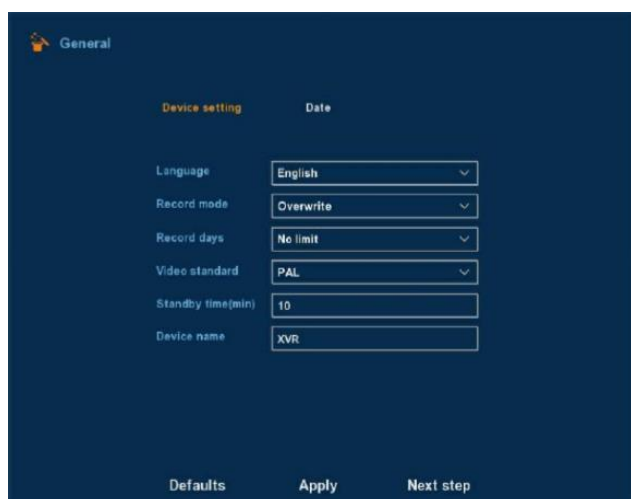 General
Device setting Date
Language English
Record mode Overwrite
Record days No limit
Video standard PAL
Standby time(min) 10
Device name XVR
Defaults Apply Next step